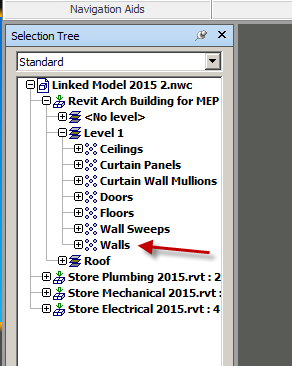 Navigation Aids
Selection Tree
Standard
Linked Model 2015 2.nwc
Revit Arch Building for MEP
<No level>
Level 1
Ceilings
Curtain Panels
Curtain Wall Mullions
Doors
Floors
Wall Sweeps
Walls
Roof
Store Plumbing 2015.rvt : 2
Store Mechanical 2015.rvt :
Store Electrical 2015.rvt : 4